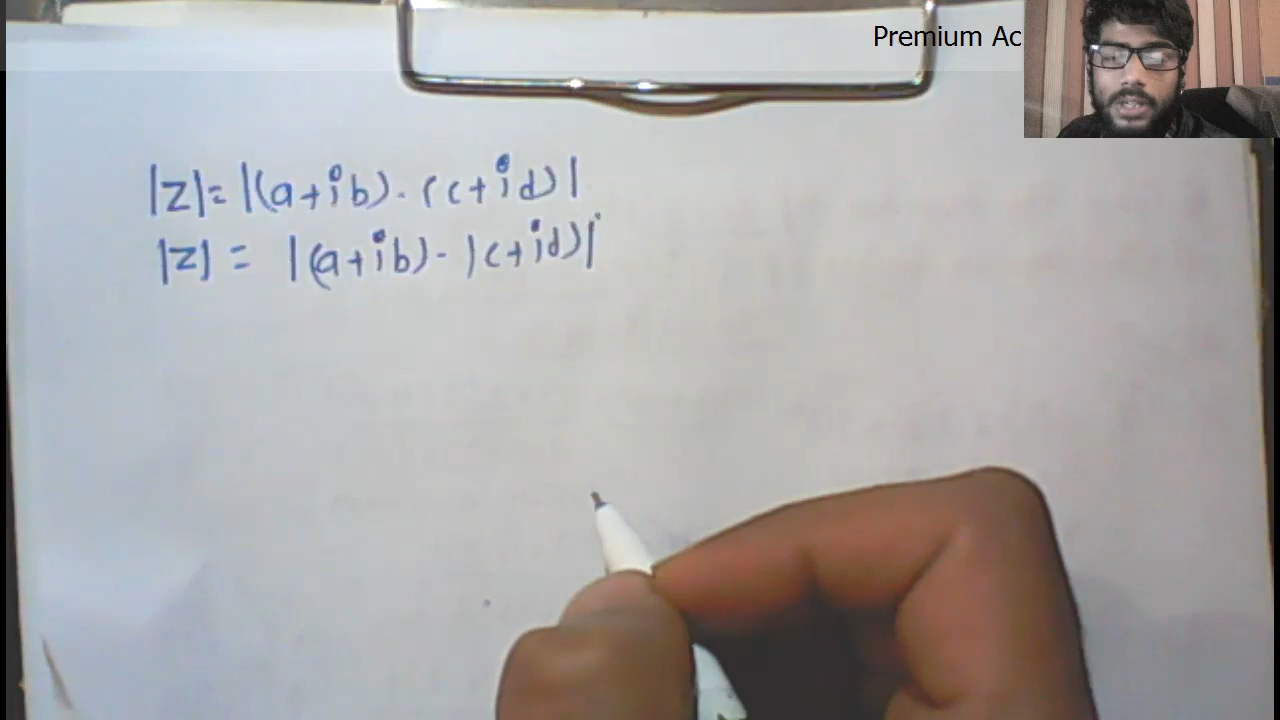 Premium Ac
|z|= |(a+ib). (c+id)|
|z| = |(a+ib). |c+id)|